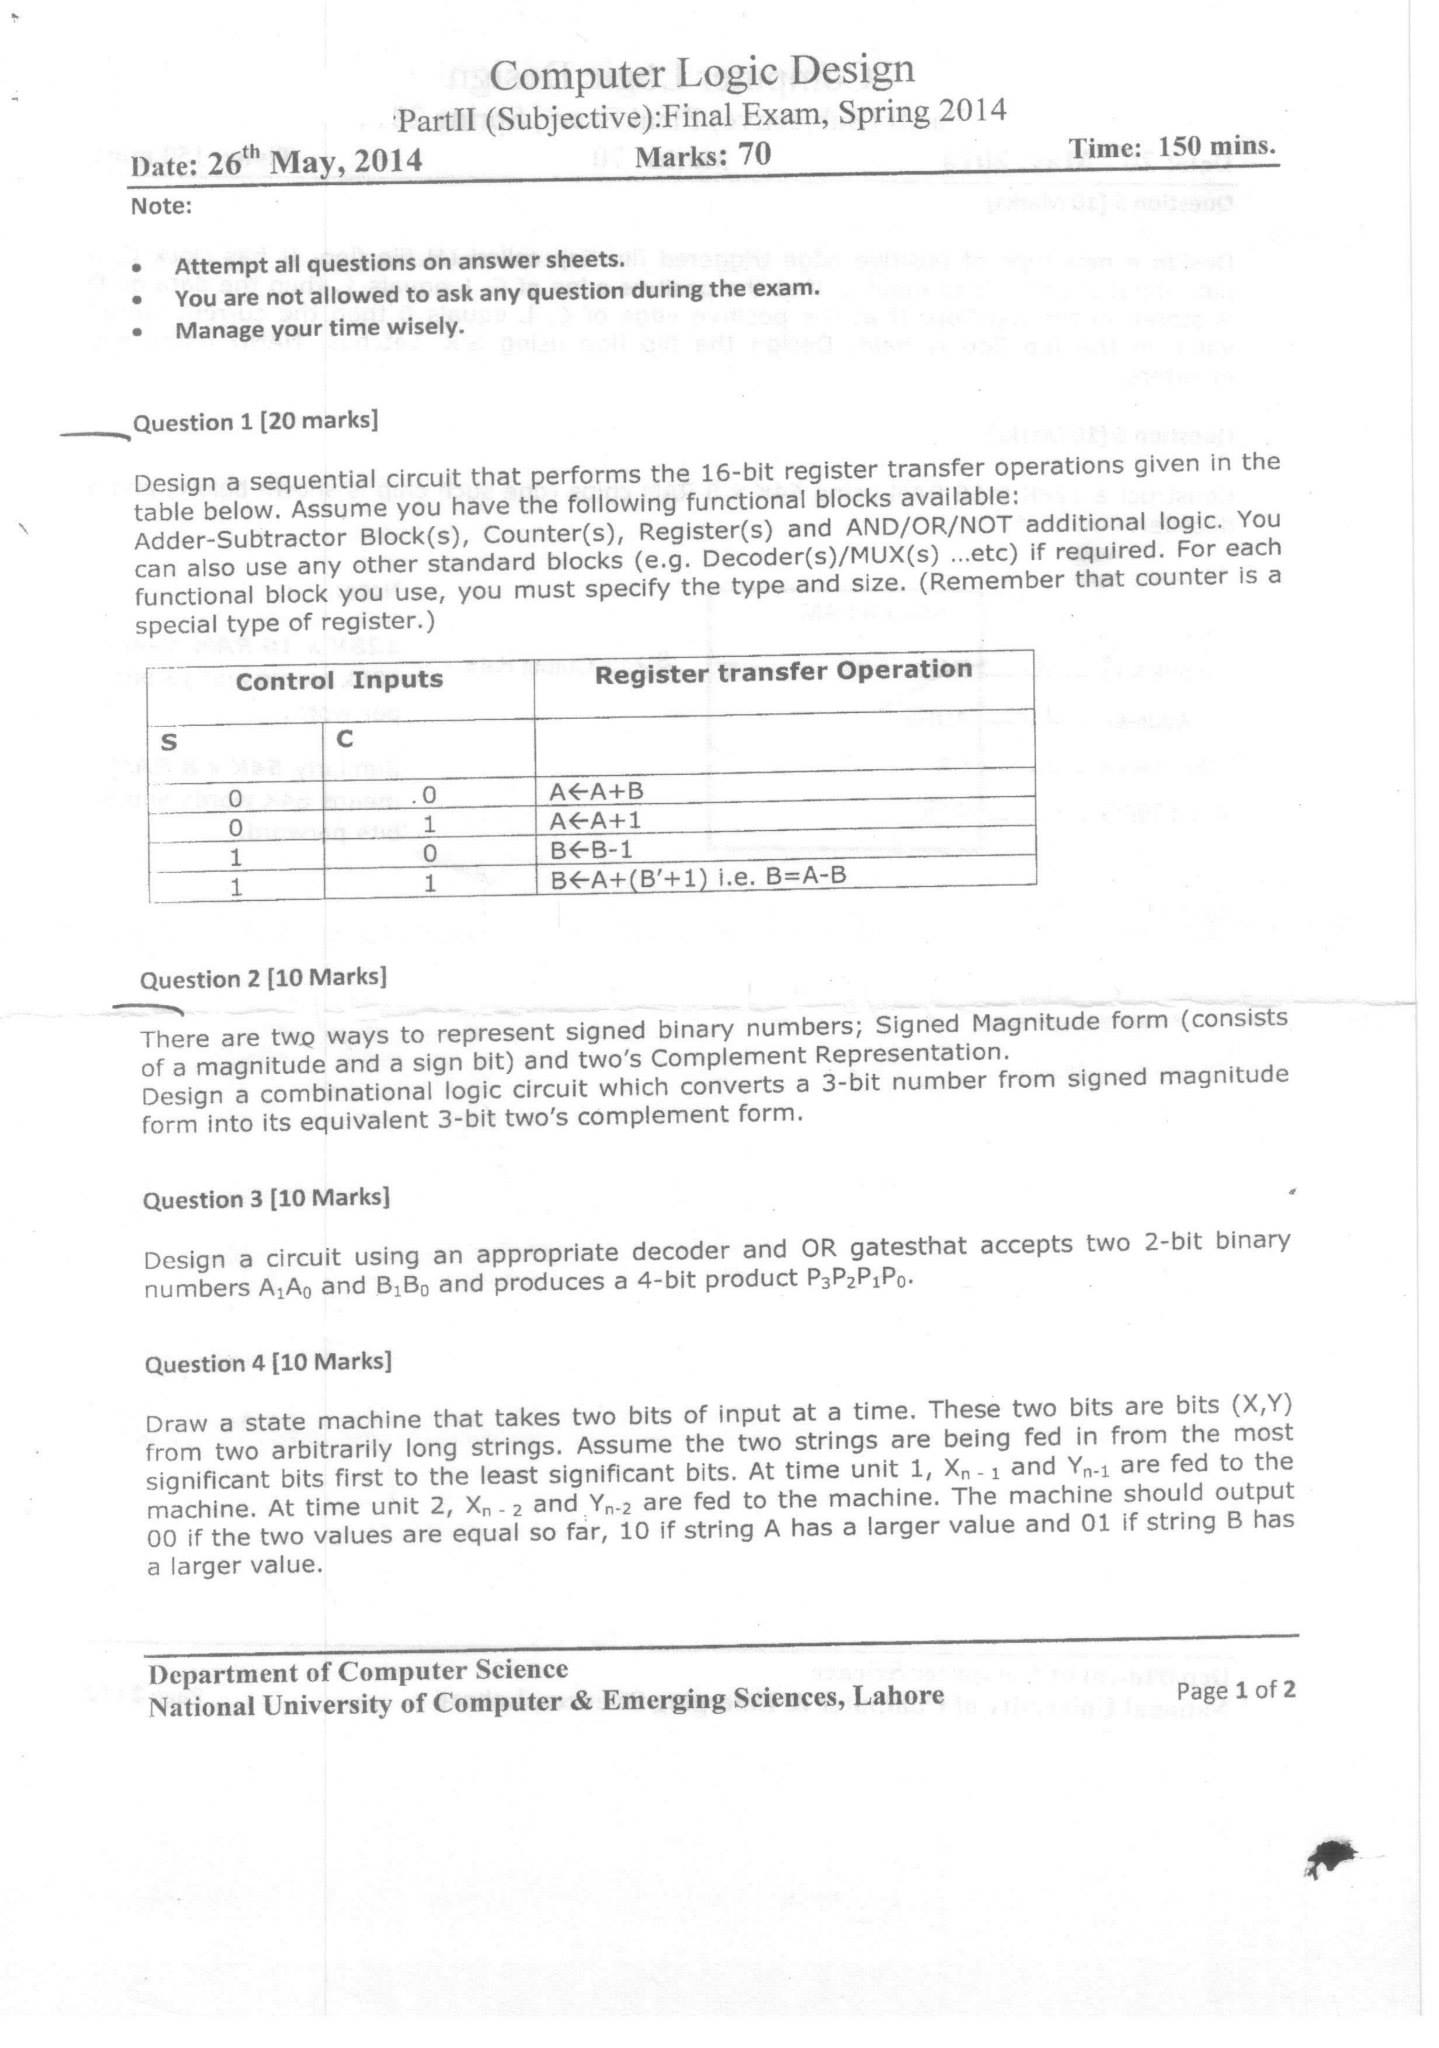 Computer Logic Design
PartII (Subjective):Final Exam, Spring 2014
Date: 26th May, 2014 Marks: 70 Time: 150 mins.
Note:
• Attempt all questions on answer sheets.
• You are not allowed to ask any question during the exam.
• Manage your time wisely.
Question 1 [20 marks]
Design a sequential circuit that performs the 16-bit register transfer operations given in the
table below. Assume you have the following functional blocks available:
Adder-Subtractor Block(s), Counter(s), Register(s) and AND/OR/NOT additional logic. You
can also use any other standard blocks (e.g. Decoder(s)/MUX(s) ...etc) if required. For each
functional block you use, you must specify the type and size. (Remember that counter is a
special type of register.)
Control Inputs Register transfer Operation
S C
0 0 A←A+B
0 1 A←A+1
1 0 B←B-1
1 1 B←A+(B'+1) i.e. B=A-B
Question 2 [10 Marks]
There are two ways to represent signed binary numbers; Signed Magnitude form (consists
of a magnitude and a sign bit) and two's Complement Representation.
Design a combinational logic circuit which converts a 3-bit number from signed magnitude
form into its equivalent 3-bit two's complement form.
Question 3 [10 Marks]
Design a circuit using an appropriate decoder and OR gatesthat accepts two 2-bit binary
numbers A₁A₀ and B₁B₀ and produces a 4-bit product P₃P₂P₁P₀.
Question 4 [10 Marks]
Draw a state machine that takes two bits of input at a time. These two bits are bits (X,Y)
from two arbitrarily long strings. Assume the two strings are being fed in from the most
significant bits first to the least significant bits. At time unit 1, Xn - 1 and Yn-1 are fed to the
machine. At time unit 2, Xn - 2 and Yn-2 are fed to the machine. The machine should output
00 if the two values are equal so far, 10 if string A has a larger value and 01 if string B has
a larger value.
Department of Computer Science
National University of Computer & Emerging Sciences, Lahore Page 1 of 2